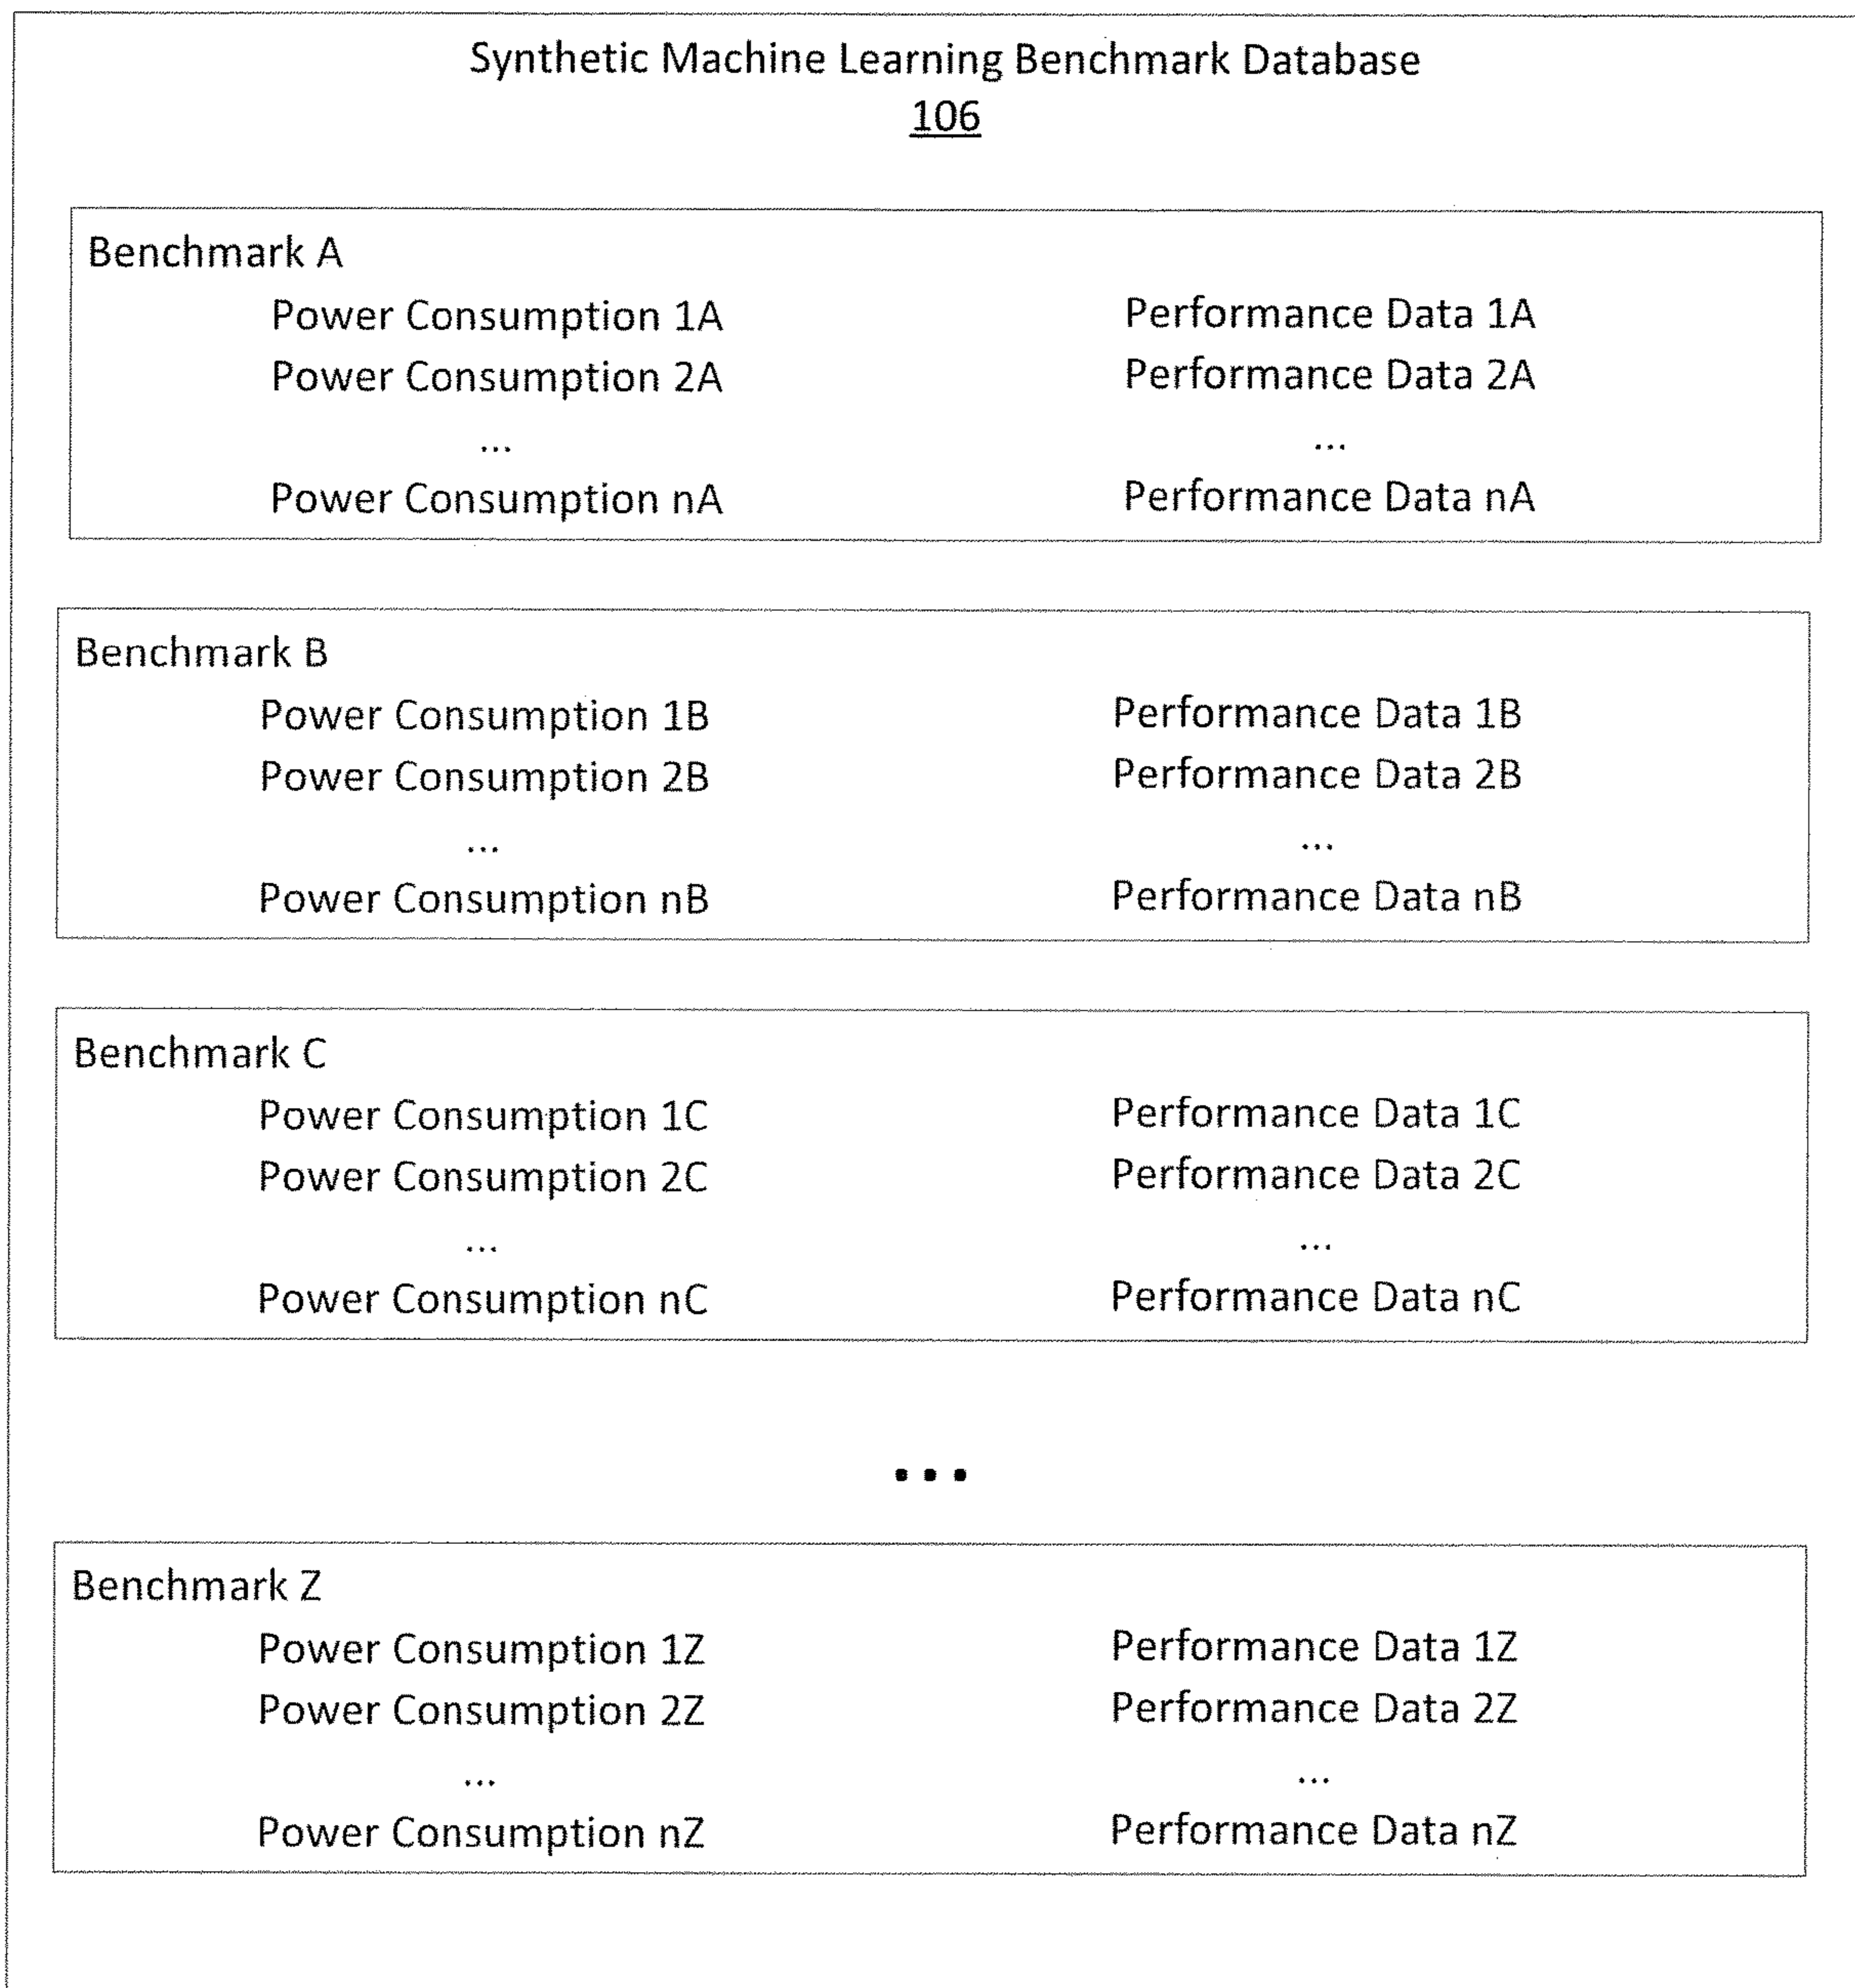 Synthetic Machine Learning Benchmark Database
106
Benchmark A
Power Consumption 1A Performance Data 1A
Power Consumption 2A Performance Data 2A
... ...
Power Consumption nA Performance Data nA
Benchmark B
Power Consumption 1B Performance Data 1B
Power Consumption 2B Performance Data 2B
... ...
Power Consumption nB Performance Data nB
Benchmark C
Power Consumption 1C Performance Data 1C
Power Consumption 2C Performance Data 2C
... ...
Power Consumption nC Performance Data nC
...
Benchmark Z
Power Consumption 1Z Performance Data 1Z
Power Consumption 2Z Performance Data 2Z
... ...
Power Consumption nZ Performance Data nZ